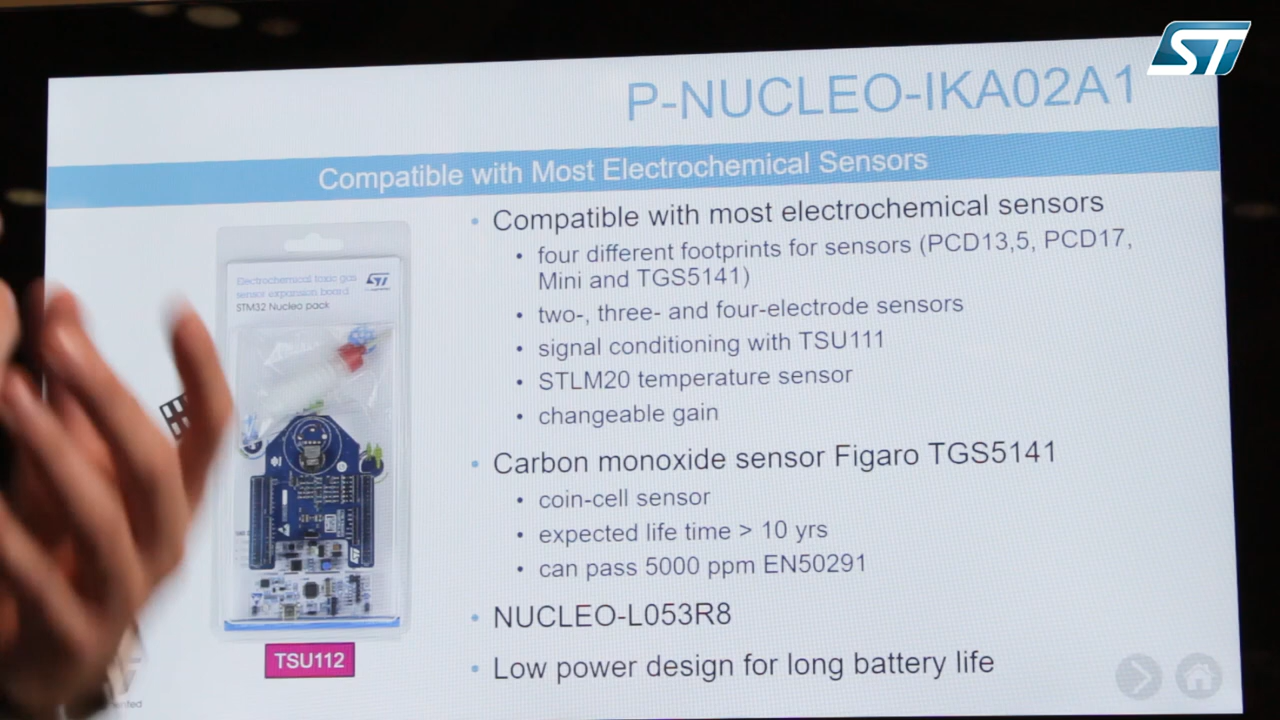 ST
P-NUCLEO-IKA02A1
Compatible with Most Electrochemical Sensors
• Compatible with most electrochemical sensors
• four different footprints for sensors (PCD13,5, PCD17,
Mini and TGS5141)
• two-, three- and four-electrode sensors
• signal conditioning with TSU111
• STLM20 temperature sensor
• changeable gain
• Carbon monoxide sensor Figaro TGS5141
• coin-cell sensor
• expected life time > 10 yrs
• can pass 5000 ppm EN50291
• NUCLEO-L053R8
• Low power design for long battery life
Electrochemical toxic gas
sensor expansion board
STM32 Nucleo pack
ST
ST
TSU112